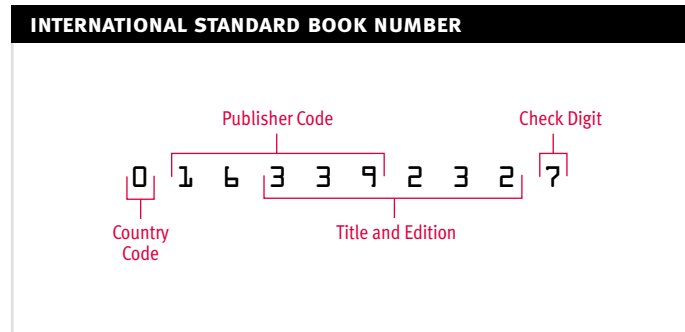 INTERNATIONAL STANDARD BOOK NUMBER
Publisher Code
Check Digit
0 1 6 3 3 9 2 3 2 7
Country
Code
Title and Edition